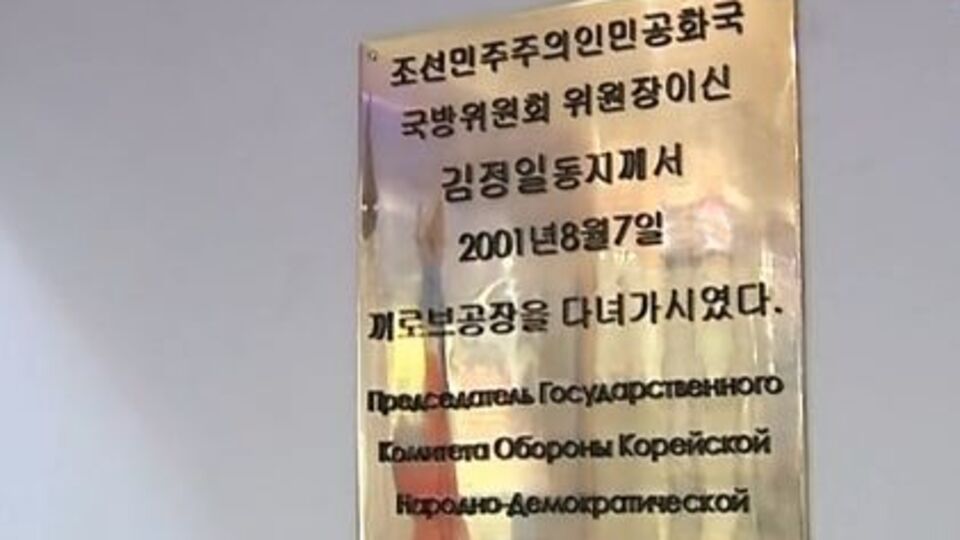 조선민주주의인민공화국
국방위원회 위원장이신
김정일동지께서
2001년8월7일
끼로브공장을 다녀가시였다.
Председатель Государственного
Комитета Обороны Корейской
Народно-Демократической